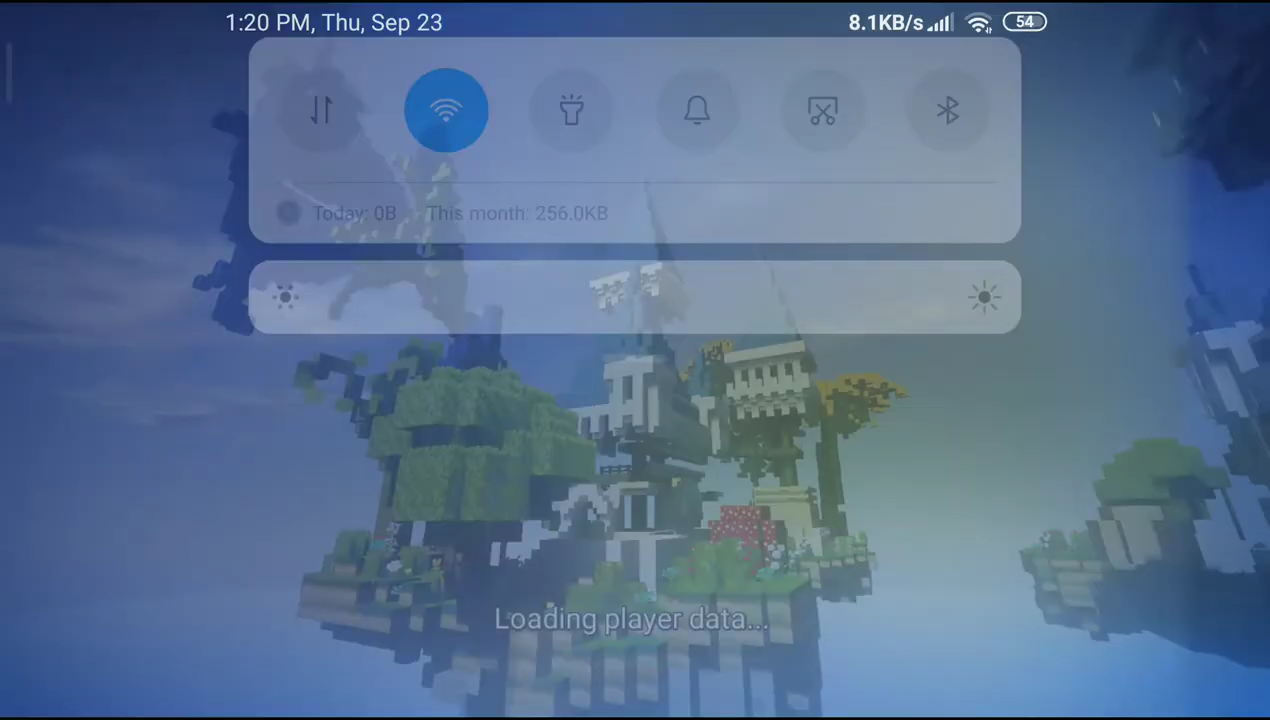 1:20 PM, Thu, Sep 23 8.1KB/s 54
Today: 0B This month: 256.0KB
Loading player data...